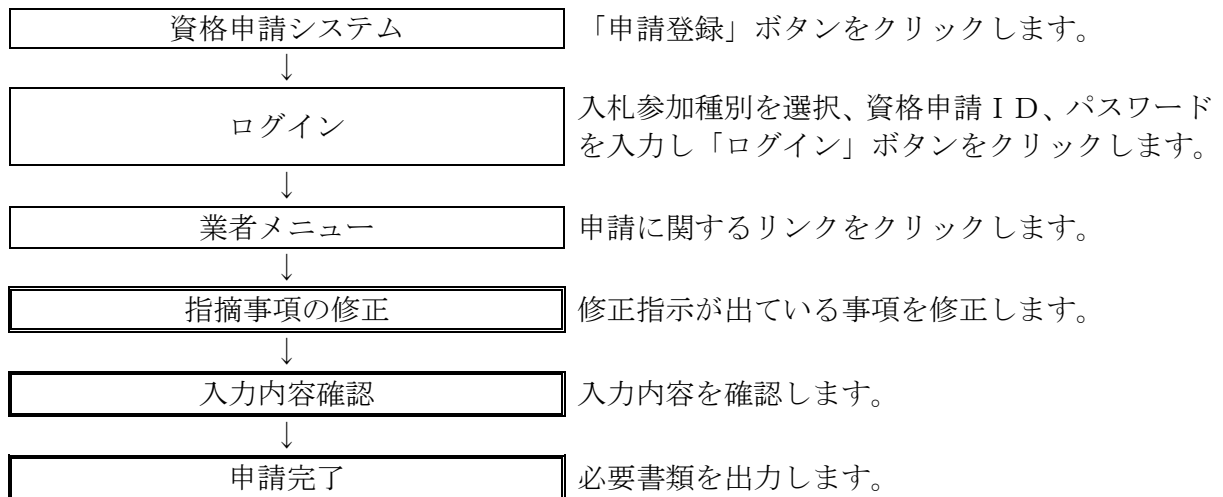 資格申請システム 「申請登録」ボタンをクリックします。
↓
ログイン 入札参加種別を選択、資格申請ＩＤ、パスワード
を入力し「ログイン」ボタンをクリックします。
↓
業者メニュー 申請に関するリンクをクリックします。
↓
指摘事項の修正 修正指示が出ている事項を修正します。
↓
入力内容確認 入力内容を確認します。
↓
申請完了 必要書類を出力します。